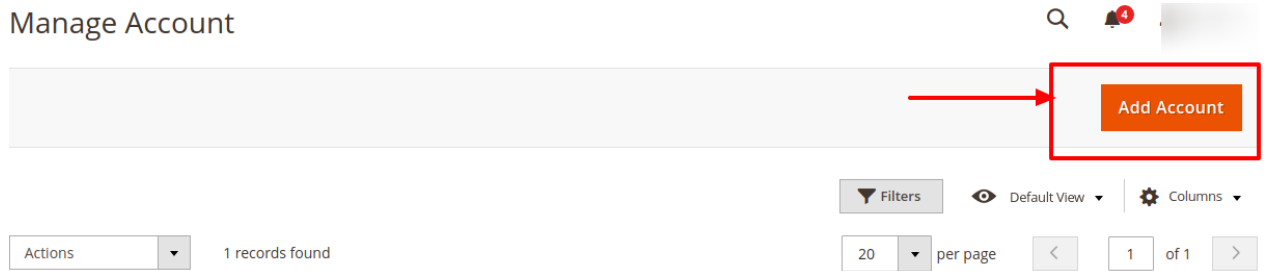 Manage Account
4
Add Account
Filters Default View Columns
Actions 1 records found 20 per page 1 of 1